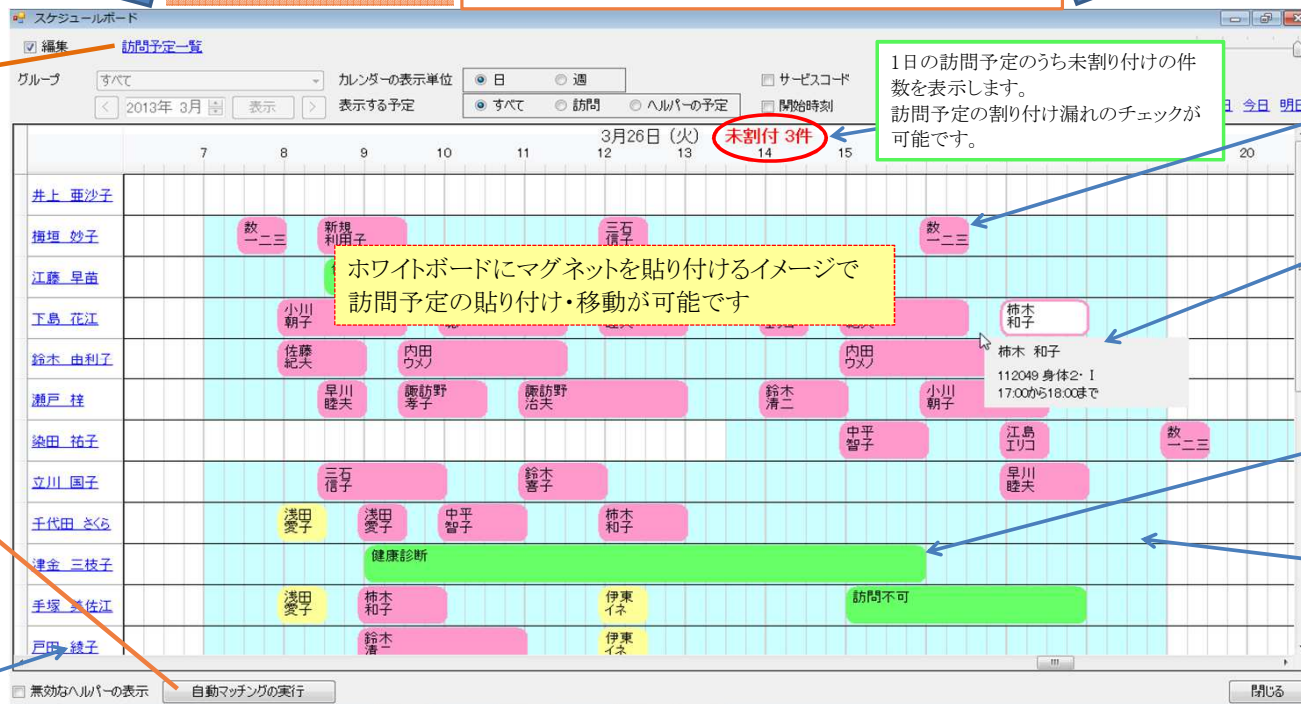 スケジュールボード
編集 訪問予定一覧
グループ すべて カレンダーの表示単位 日 週 サービスコード
< 2013年 3月 表示 > 表示する予定 すべて 訪問 ヘルパーの予定 開始時刻
1日の訪問予定のうち未割り付けの件
数を表示します。
訪問予定の割り付け漏れのチェックが
可能です。
今日 明日
3月26日 (火) 未割付 3件
7 8 9 10 11 12 13 14 15 20
井上 亜沙子
梅垣 妙子
数
一二三
新規
利用子
三石
信子
数
一二三
江藤 早苗
ホワイトボードにマグネットを貼り付けるイメージで
訪問予定の貼り付け・移動が可能です
下島 花江
小川
朝子
柿木
和子
鈴木 由利子
佐藤
紀夫
内田
ウメノ
内田
ウメノ
柿木 和子
112049 身体2・Ⅰ
17:00から18:00まで
瀬戸 梓
早川
睦夫
諏訪野
孝子
諏訪野
治夫
鈴木
清二
小川
朝子
染田 祐子
中平
智子
江島
エリコ
数
一二三
立川 国子
三石
信子
鈴木
喜子
早川
睦夫
千代田 さくら
浅田
愛子
浅田
愛子
中平
智子
柿木
和子
津金 三枝子
健康診断
手塚 美佐江
浅田
愛子
柿木
和子
伊東
イネ
訪問不可
戸田 綾子
鈴木
清二
伊東
イネ
無効なヘルパーの表示 自動マッチングの実行 閉じる